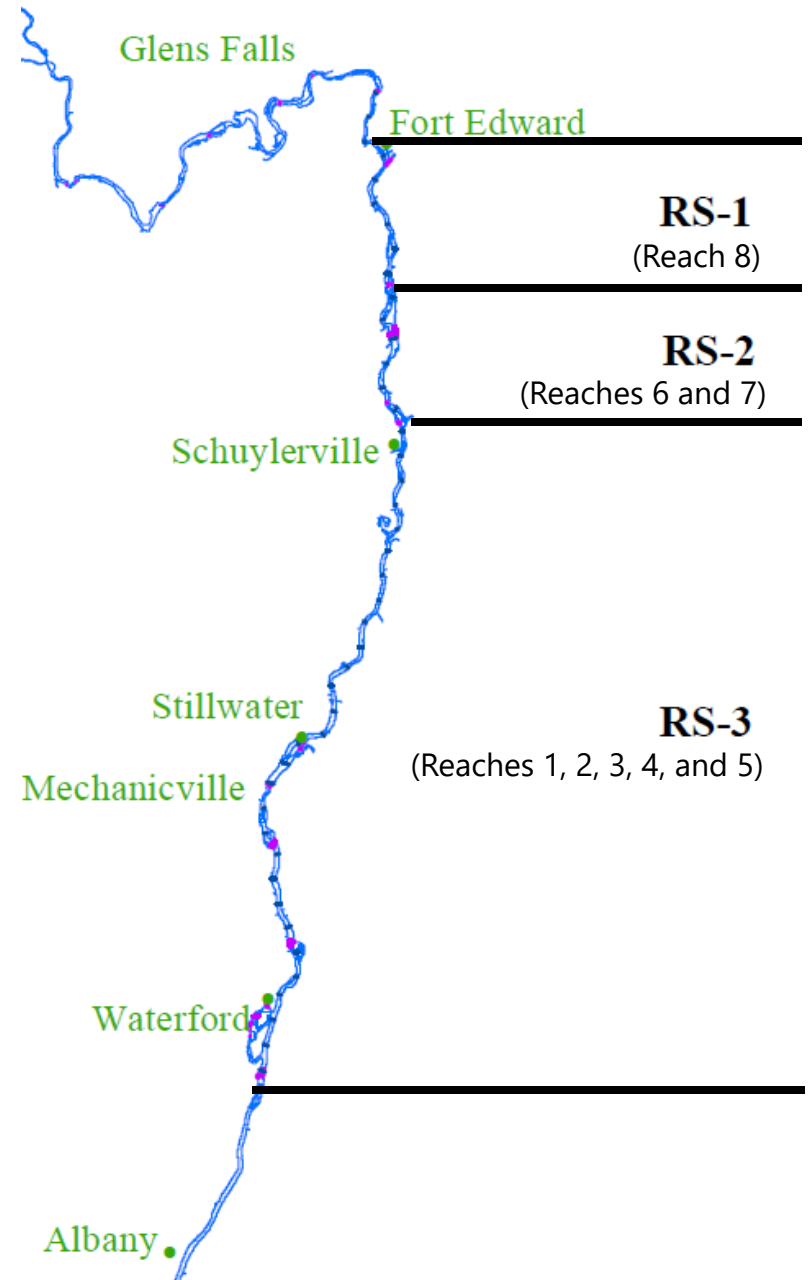 Glens Falls
Fort Edward
RS-1
(Reach 8)
RS-2
(Reaches 6 and 7)
Schuylerville
Stillwater
RS-3
(Reaches 1, 2, 3, 4, and 5)
Mechanicville
Waterford
Albany